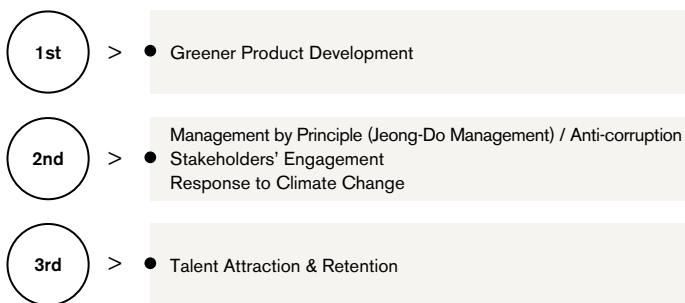 1st > • Greener Product Development
Management by Principle (Jeong-Do Management) / Anti-corruption
2nd > • Stakeholders’ Engagement
Response to Climate Change
3rd > • Talent Attraction & Retention